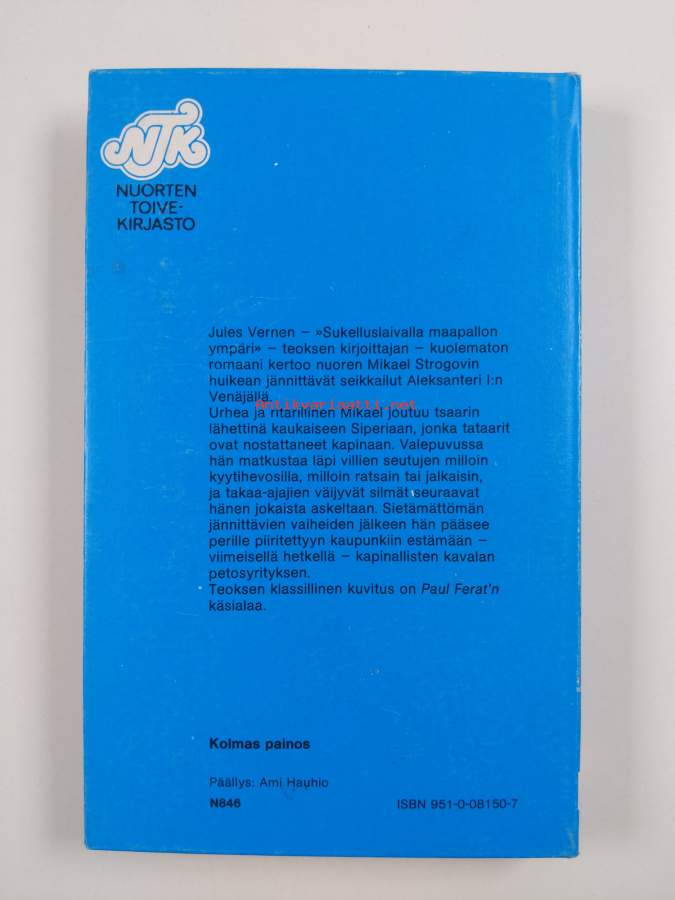 NTK
NUORTEN
TOIVE-
KIRJASTO
Jules Vernen – »Sukelluslaivalla maapallon
ympäri» – teoksen kirjoittajan – kuolematon
romaani kertoo nuoren Mikael Strogovin
huikean jännittävät seikkailut Aleksanteri I:n
Venäjällä.
Antikvariaatti.net
Urhea ja ritarillinen Mikael joutuu tsaarin
lähettinä kaukaiseen Siperiaan, jonka tataarit
ovat nostattaneet kapinaan. Valepuvussa
hän matkustaa läpi villien seutujen milloin
kyytihevosilla, milloin ratsain tai jalkaisin,
ja takaa-ajajien väijyvät silmät seuraavat
hänen jokaista askeltaan. Sietämättömän
jännittävien vaiheiden jälkeen hän pääsee
perille piiritettyyn kaupunkiin estämään –
viimeisellä hetkellä – kapinallisten kavalan
petosyrityksen.
Teoksen klassillinen kuvitus on Paul Ferat'n
käsialaa.
Kolmas painos
Päällys: Ami Hauhio
N846 ISBN 951-0-08150-7